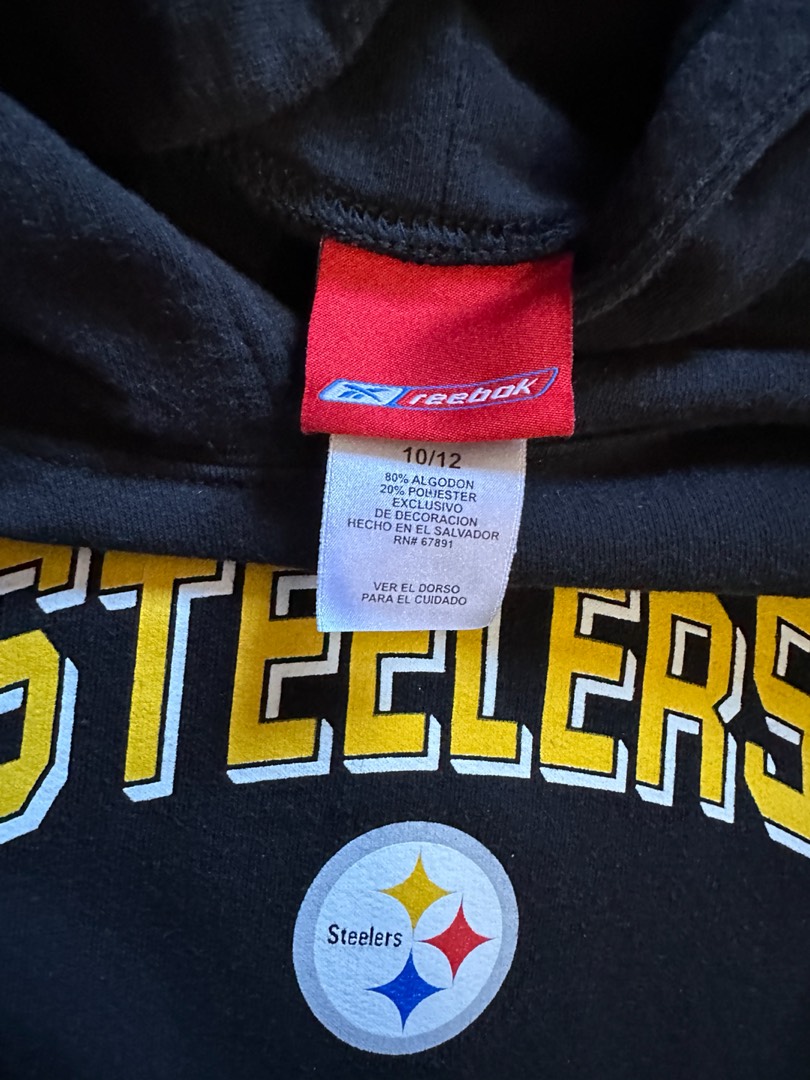 reebok
10/12
80% ALGODON
20% POLIESTER
EXCLUSIVO
DE DECORACION
HECHO EN EL SALVADOR
RN# 67891
VER EL DORSO
PARA EL CUIDADO
STEELERS
Steelers